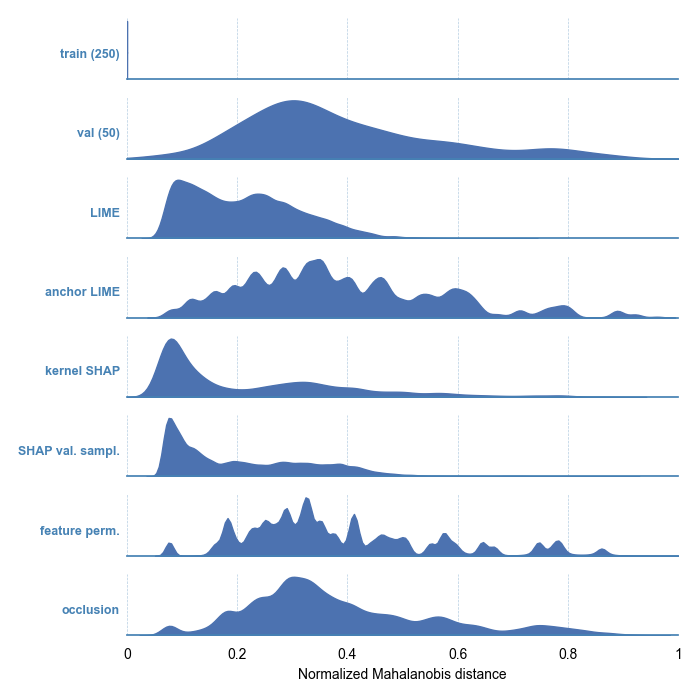 train (250)
val (50)
LIME
anchor LIME
kernel SHAP
SHAP val. sampl.
feature perm.
occlusion
0 0.2 0.4 0.6 0.8 1
Normalized Mahalanobis distance